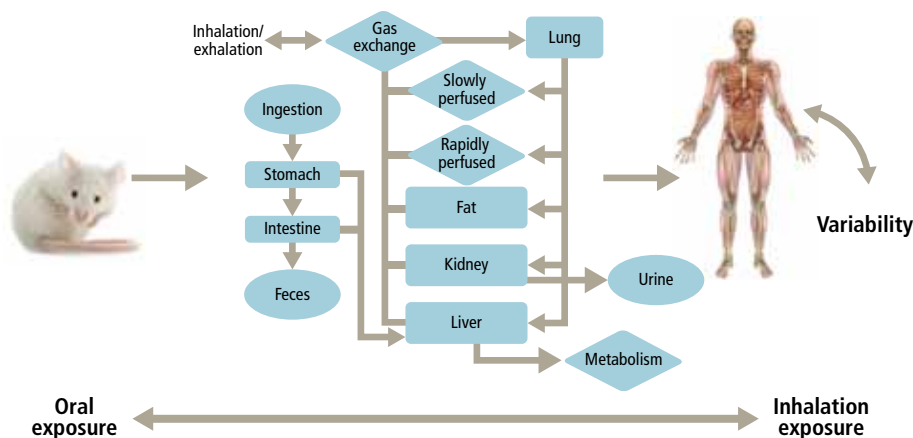 Inhalation/
exhalation
Gas
exchange
Lung
Slowly
perfused
Ingestion
Rapidly
perfused
Stomach
Fat
Intestine
Variability
Kidney
Urine
Feces
Liver
Metabolism
Oral
exposure
Inhalation
exposure